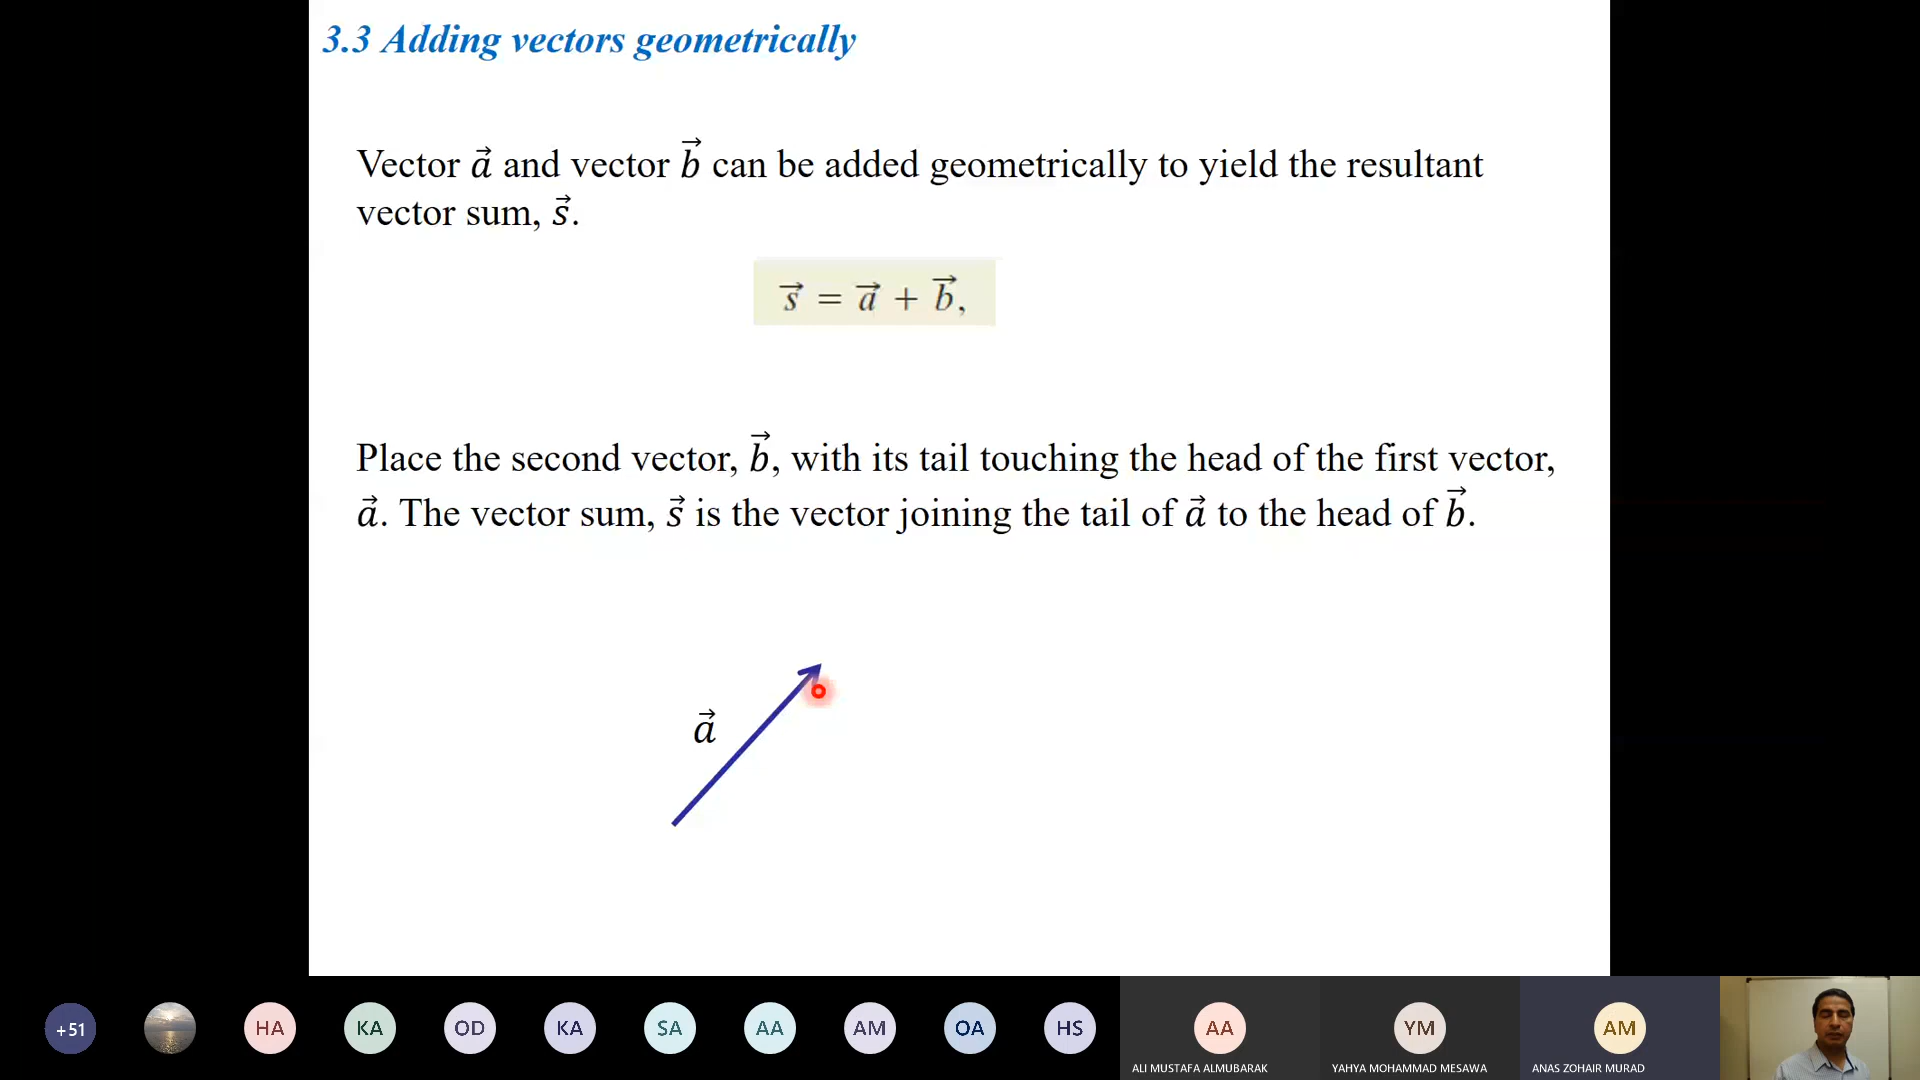 3.3 Adding vectors geometrically
Vector a⃗ and vector b⃗ can be added geometrically to yield the resultant
vector sum, s⃗.
s⃗ = a⃗ + b⃗,
Place the second vector, b⃗, with its tail touching the head of the first vector,
a⃗. The vector sum, s⃗ is the vector joining the tail of a⃗ to the head of b⃗.
a⃗
+51 HA KA OD KA SA AA AM OA HS AA YM AM
ALI MUSTAFA ALMUBARAK YAHYA MOHAMMAD MESAWA ANAS ZOHAIR MURAD